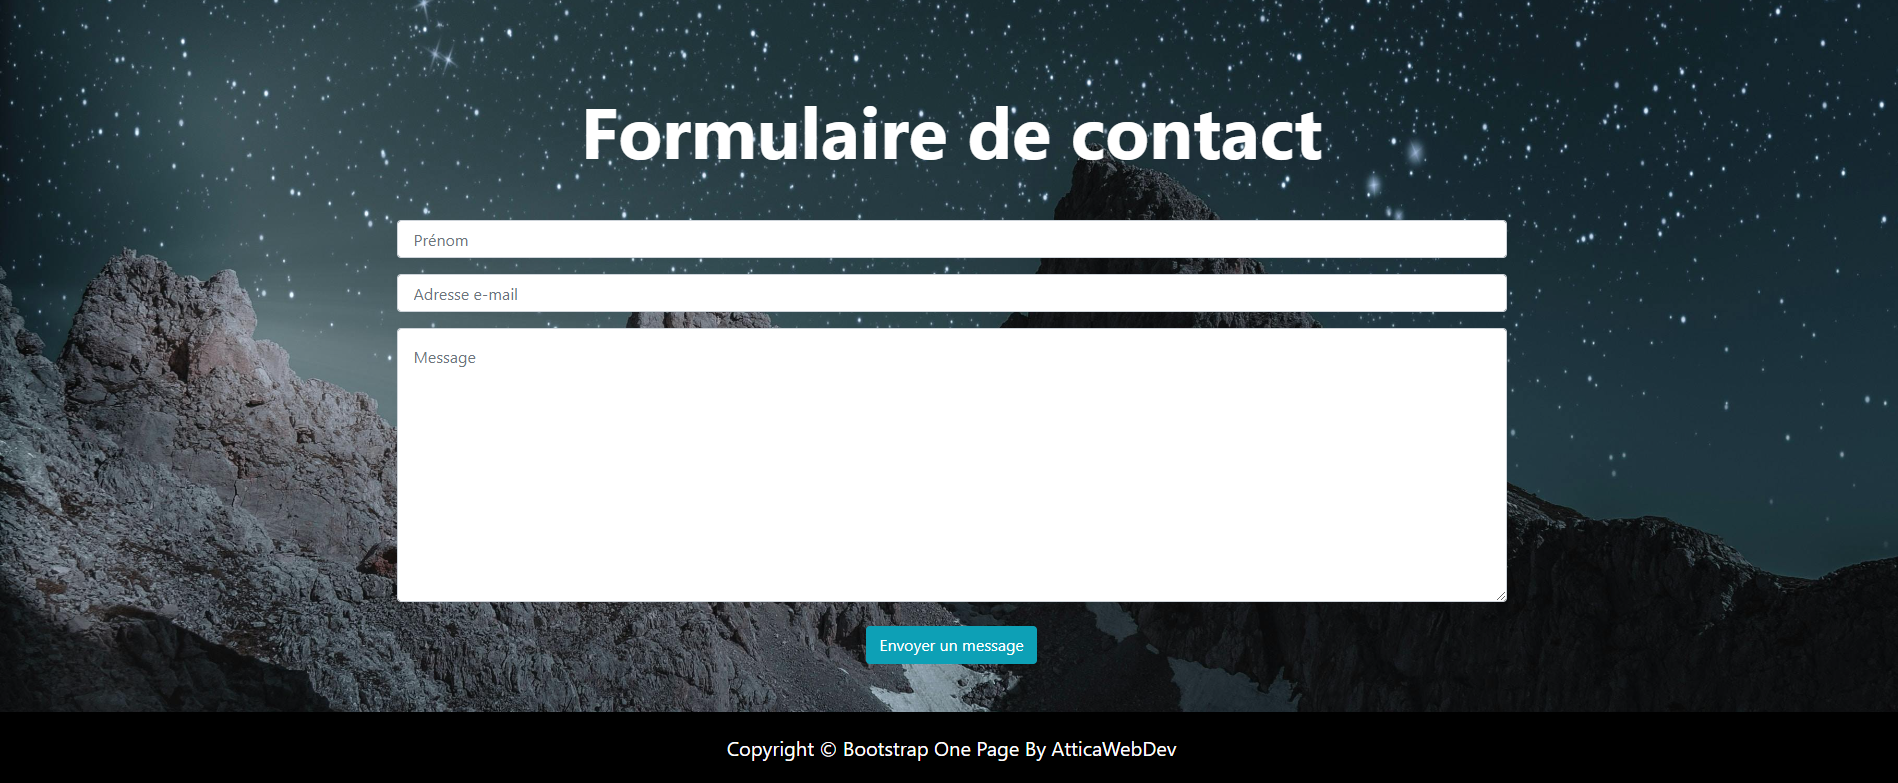 Formulaire de contact
Prénom
Adresse e-mail
Message
Envoyer un message
Copyright © Bootstrap One Page By AtticaWebDev